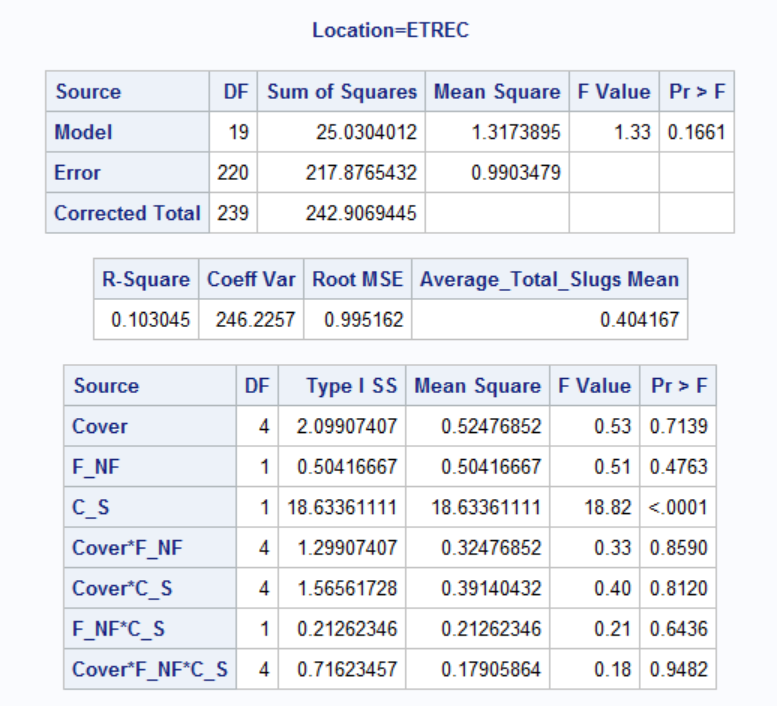 Location=ETREC
Source DF Sum of Squares Mean Square F Value Pr > F
Model 19 25.0304012 1.3173895 1.33 0.1661
Error 220 217.8765432 0.9903479
Corrected Total 239 242.9069445
R-Square Coeff Var Root MSE Average_Total_Slugs Mean
0.103045 246.2257 0.995162 0.404167
Source DF Type I SS Mean Square F Value Pr > F
Cover 4 2.09907407 0.52476852 0.53 0.7139
F_NF 1 0.50416667 0.50416667 0.51 0.4763
C_S 1 18.63361111 18.63361111 18.82 <.0001
Cover*F_NF 4 1.29907407 0.32476852 0.33 0.8590
Cover*C_S 4 1.56561728 0.39140432 0.40 0.8120
F_NF*C_S 1 0.21262346 0.21262346 0.21 0.6436
Cover*F_NF*C_S 4 0.71623457 0.17905864 0.18 0.9482